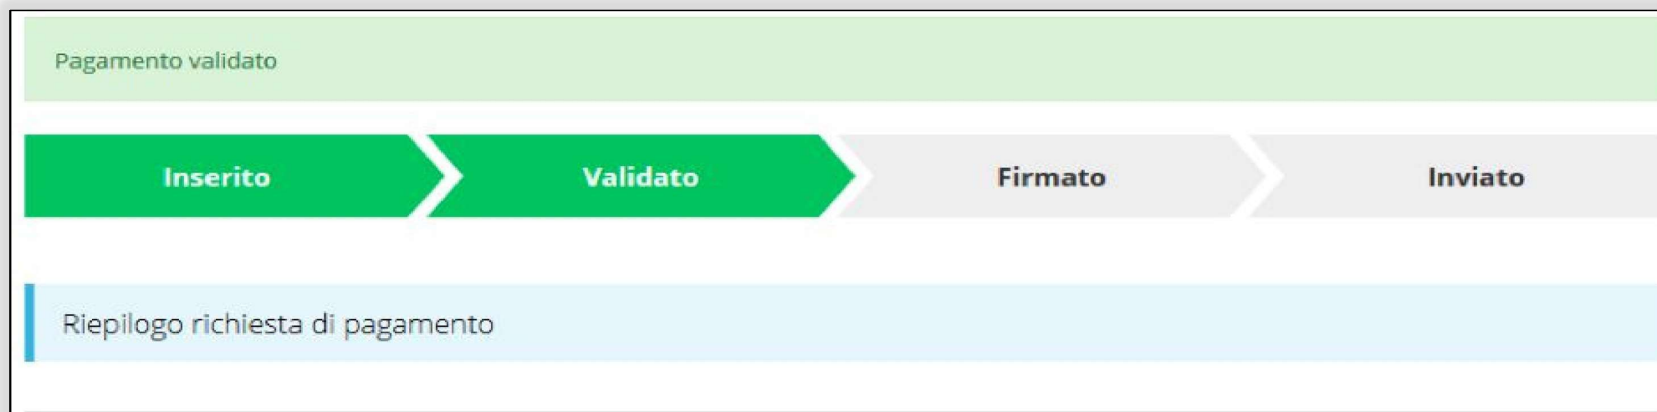 Pagamento validato
Inserito Validato Firmato Inviato
Riepilogo richiesta di pagamento